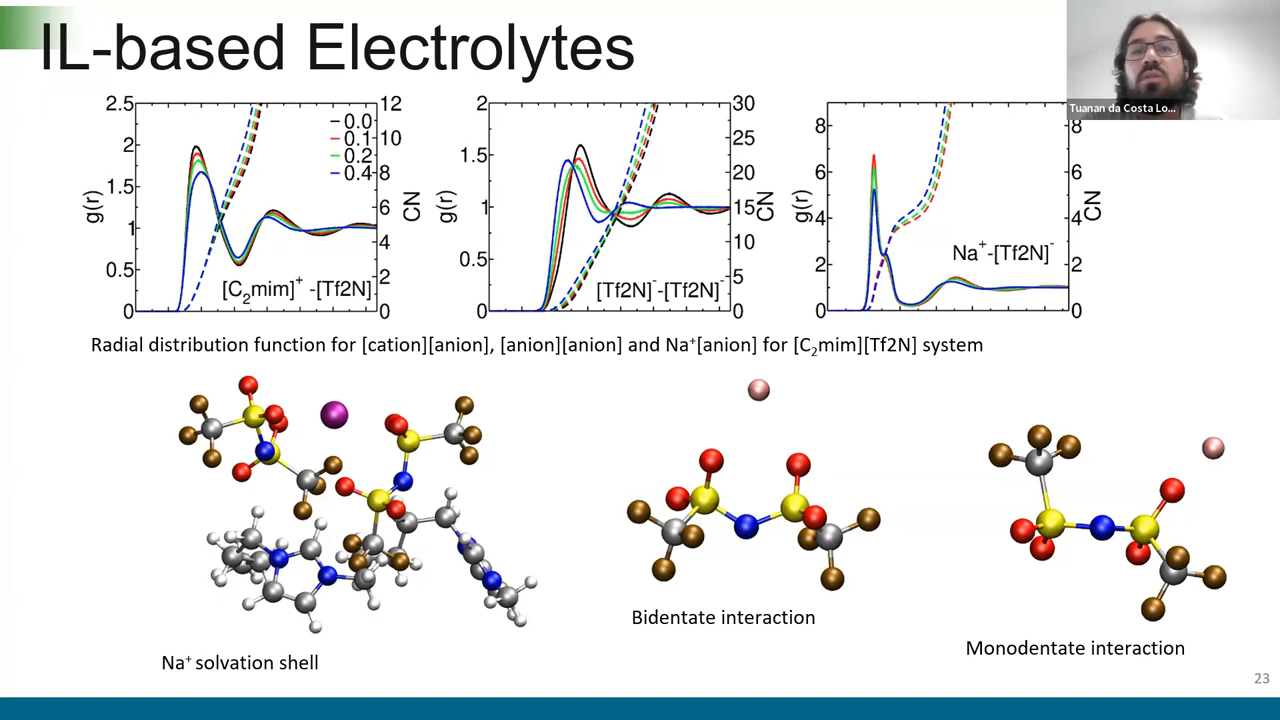 IL-based Electrolytes
Tuanan da Costa Lo...
2.5
2
1.5
1
0.5
0
g(r)
0.0
0.1
0.2
0.4
12
10
8
6
4
2
0
CN
[C2mim]+ -[Tf2N]-
2
1.5
1
0.5
0
g(r)
30
25
20
15
10
5
0
CN
[Tf2N]--[Tf2N]-
8
6
4
2
0
g(r)
8
6
4
2
0
CN
Na+-[Tf2N]-
Radial distribution function for [cation][anion], [anion][anion] and Na+[anion] for [C2mim][Tf2N] system
Bidentate interaction
Monodentate interaction
Na+ solvation shell
23